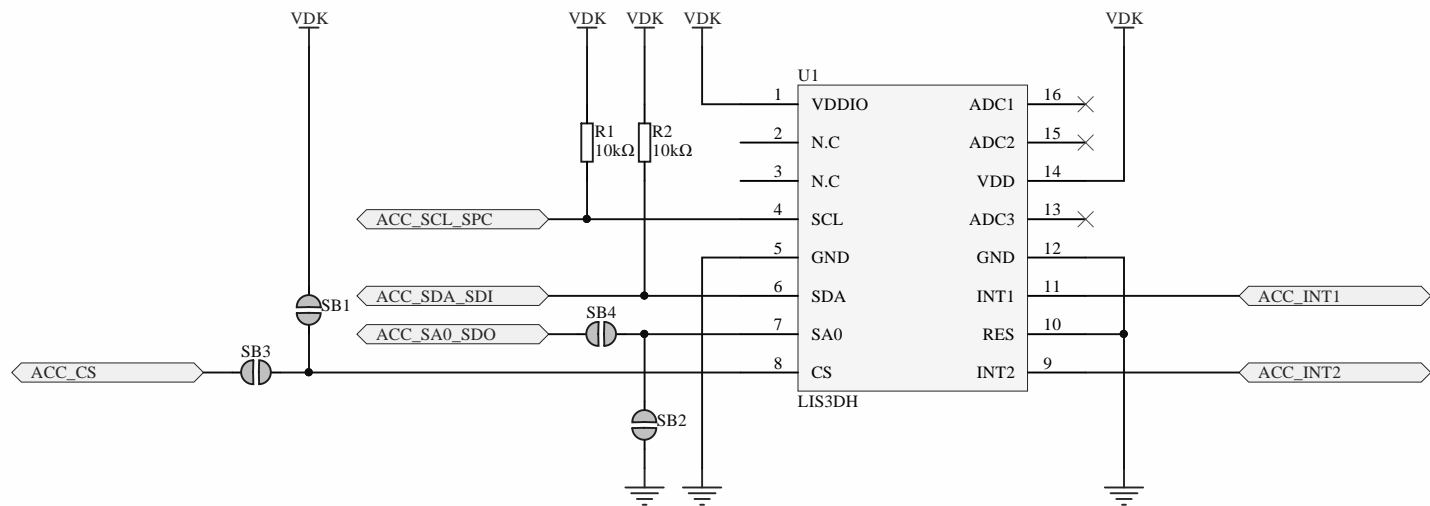 VDK
VDK
VDK
VDK
VDK
U1
1
VDDIO
ADC1
16
2
N.C
ADC2
15
3
N.C
VDD
14
4
SCL
ADC3
13
5
GND
GND
12
6
SDA
INT1
11
7
SA0
RES
10
8
CS
INT2
9
LIS3DH
R1
10kΩ
R2
10kΩ
ACC_SCL_SPC
ACC_SDA_SDI
ACC_SA0_SDO
ACC_CS
SB1
SB4
SB3
SB2
ACC_INT1
ACC_INT2